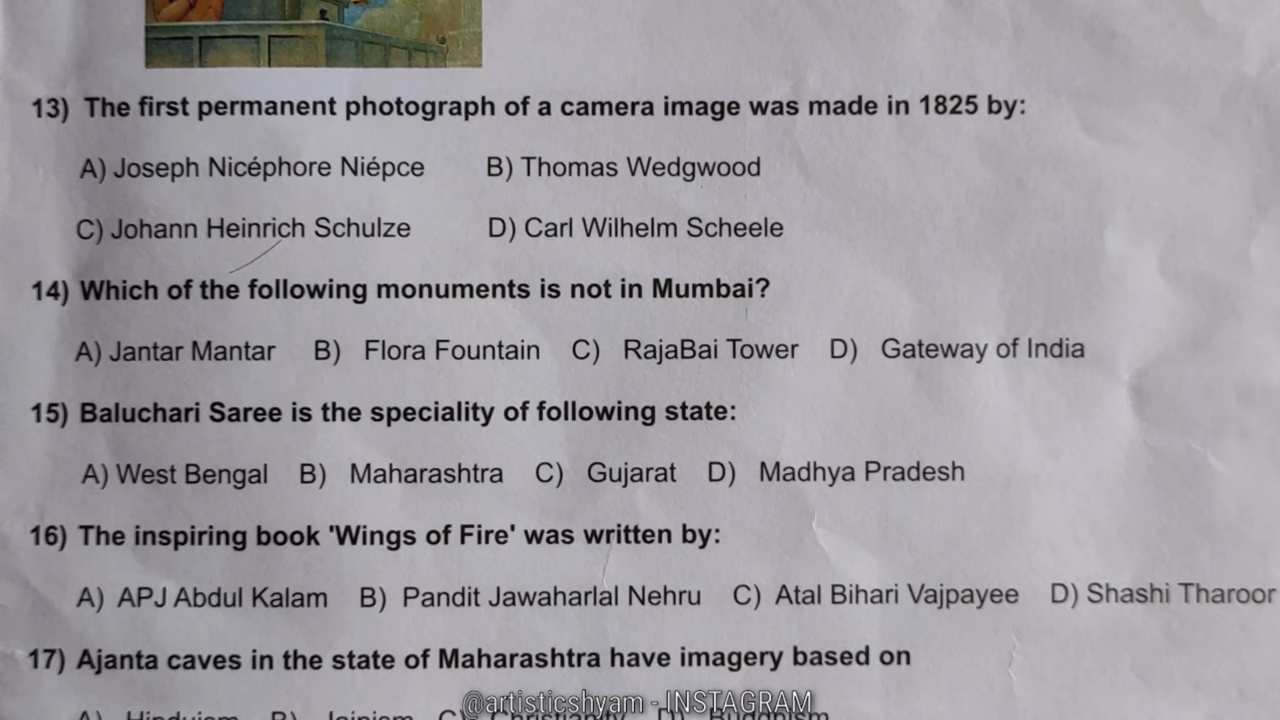 13) The first permanent photograph of a camera image was made in 1825 by:
A) Joseph Nicéphore Niépce B) Thomas Wedgwood
C) Johann Heinrich Schulze D) Carl Wilhelm Scheele
14) Which of the following monuments is not in Mumbai?
A) Jantar Mantar B) Flora Fountain C) RajaBai Tower D) Gateway of India
15) Baluchari Saree is the speciality of following state:
A) West Bengal B) Maharashtra C) Gujarat D) Madhya Pradesh
16) The inspiring book 'Wings of Fire' was written by:
A) APJ Abdul Kalam B) Pandit Jawaharlal Nehru C) Atal Bihari Vajpayee D) Shashi Tharoor
17) Ajanta caves in the state of Maharashtra have imagery based on
@artisticshyam - INSTAGRAM
A) Hinduism B) Jainism C) Christianity D) Buddhism